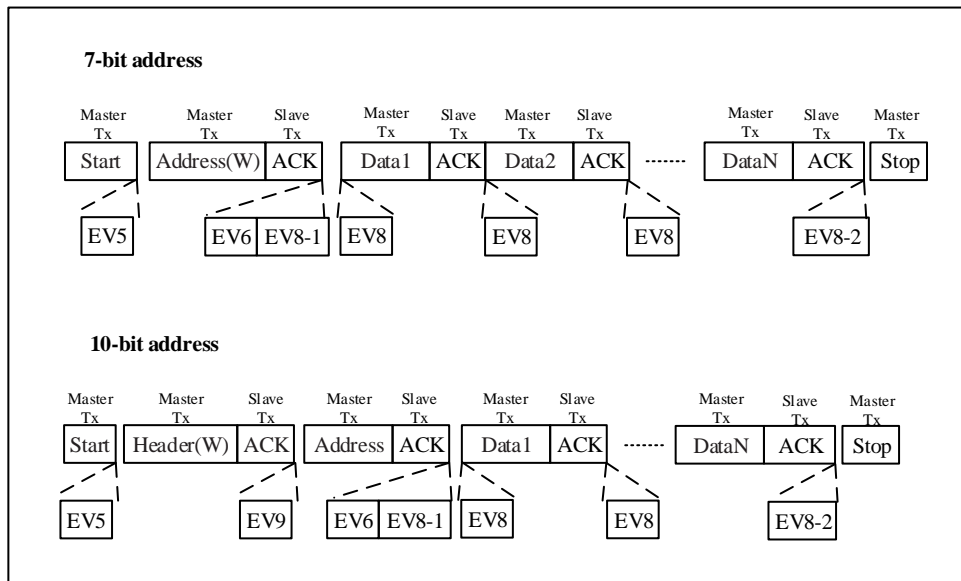 7-bit address
Master Master Slave Master Slave Master Slave Master Slave Master
Tx Tx Tx Tx Tx Tx Tx Tx Tx Tx
Start Address(W) ACK Data1 ACK Data2 ACK DataN ACK Stop
EV5 EV6 EV8-1 EV8 EV8 EV8 EV8-2
10-bit address
Master Master Slave Master Slave Master Slave Master Slave Master
Tx Tx Tx Tx Tx Tx Tx Tx Tx Tx
Start Header(W) ACK Address ACK Data1 ACK DataN ACK Stop
EV5 EV9 EV6 EV8-1 EV8 EV8 EV8-2